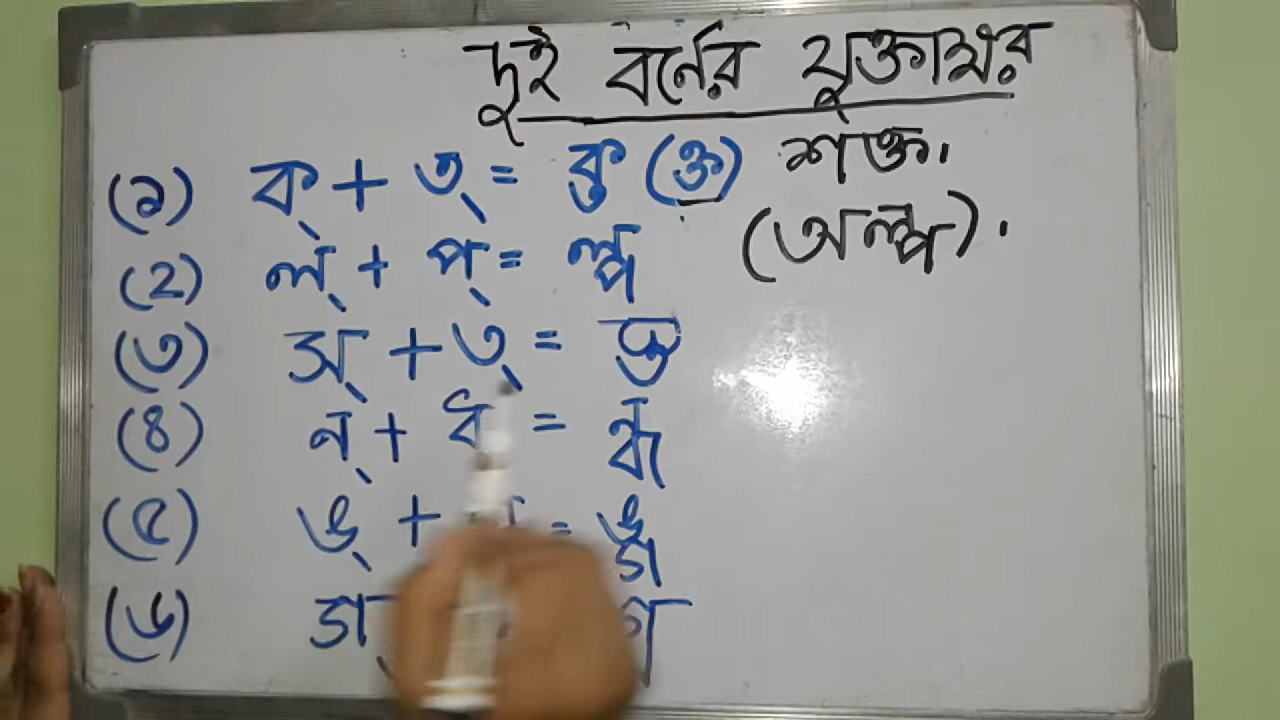 দুই বর্নের যুক্তাক্ষর
(১) ক্ + ত্ = ক্ত (ক্ত) শক্ত.
(২) ল্ + প্ = ল্প (অল্প).
(৩) স্ + ত্ = স্ত
(৪) ন্ + ধ = ন্ধ
(৫) ঙ্ + = ঙ্গ
(৬)